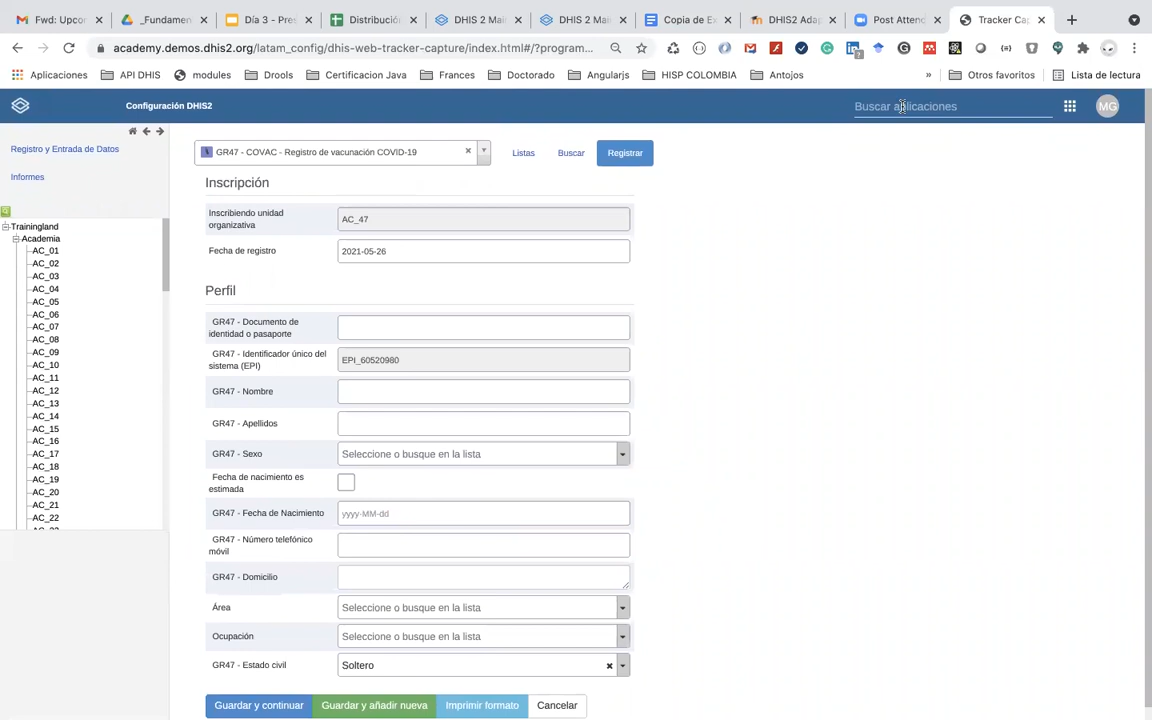 Fwd: Upcon
_Fundamen
Día 3 - Pres
Distribución
DHIS 2 Mai
DHIS 2 Mai
Copia de Ex
DHIS2 Adap
Post Attend
Tracker Cap
academy.demos.dhis2.org/latam_config/dhis-web-tracker-capture/index.html#/?program...
Aplicaciones
API DHIS
modules
Drools
Certificacion Java
Frances
Doctorado
Angularjs
HISP COLOMBIA
Antojos
»
Otros favoritos
Lista de lectura
Configuración DHIS2
Buscar aplicaciones
MG
Registro y Entrada de Datos
Informes
Trainingland
Academia
AC_01
AC_02
AC_03
AC_04
AC_05
AC_06
AC_07
AC_08
AC_09
AC_10
AC_11
AC_12
AC_13
AC_14
AC_15
AC_16
AC_17
AC_18
AC_19
AC_20
AC_21
AC_22
GR47 - COVAC - Registro de vacunación COVID-19
Listas
Buscar
Registrar
Inscripción
Inscribiendo unidad
organizativa
AC_47
Fecha de registro
2021-05-26
Perfil
GR47 - Documento de
identidad o pasaporte
GR47 - Identificador único del
sistema (EPI)
EPI_60520980
GR47 - Nombre
GR47 - Apellidos
GR47 - Sexo
Seleccione o busque en la lista
Fecha de nacimiento es
estimada
GR47 - Fecha de Nacimiento
yyyy-MM-dd
GR47 - Número telefónico
móvil
GR47 - Domicilio
Área
Seleccione o busque en la lista
Ocupación
Seleccione o busque en la lista
GR47 - Estado civil
Soltero
Guardar y continuar
Guardar y añadir nueva
Imprimir formato
Cancelar